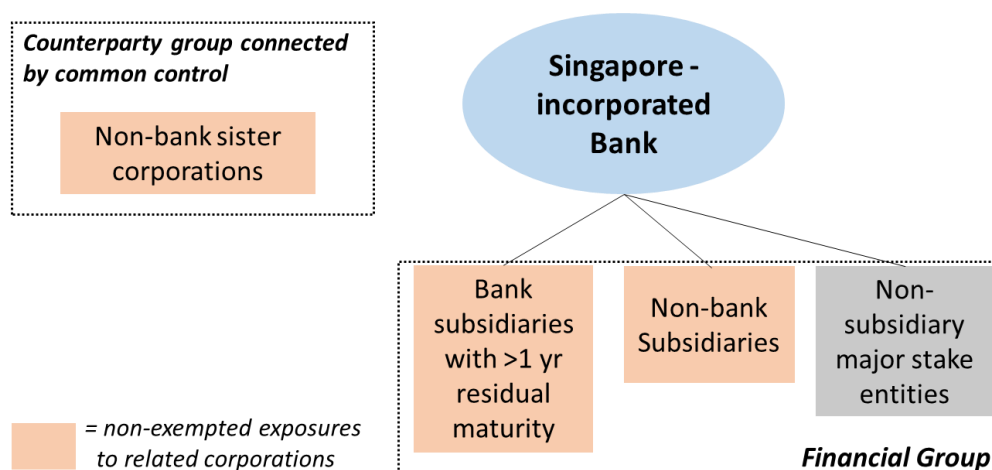 Counterparty group connected
by common control
Non-bank sister
corporations
Singapore -
incorporated
Bank
Bank
subsidiaries
with >1 yr
residual
maturity
Non-bank
Subsidiaries
Non-
subsidiary
major stake
entities
= non-exempted exposures
to related corporations
Financial Group